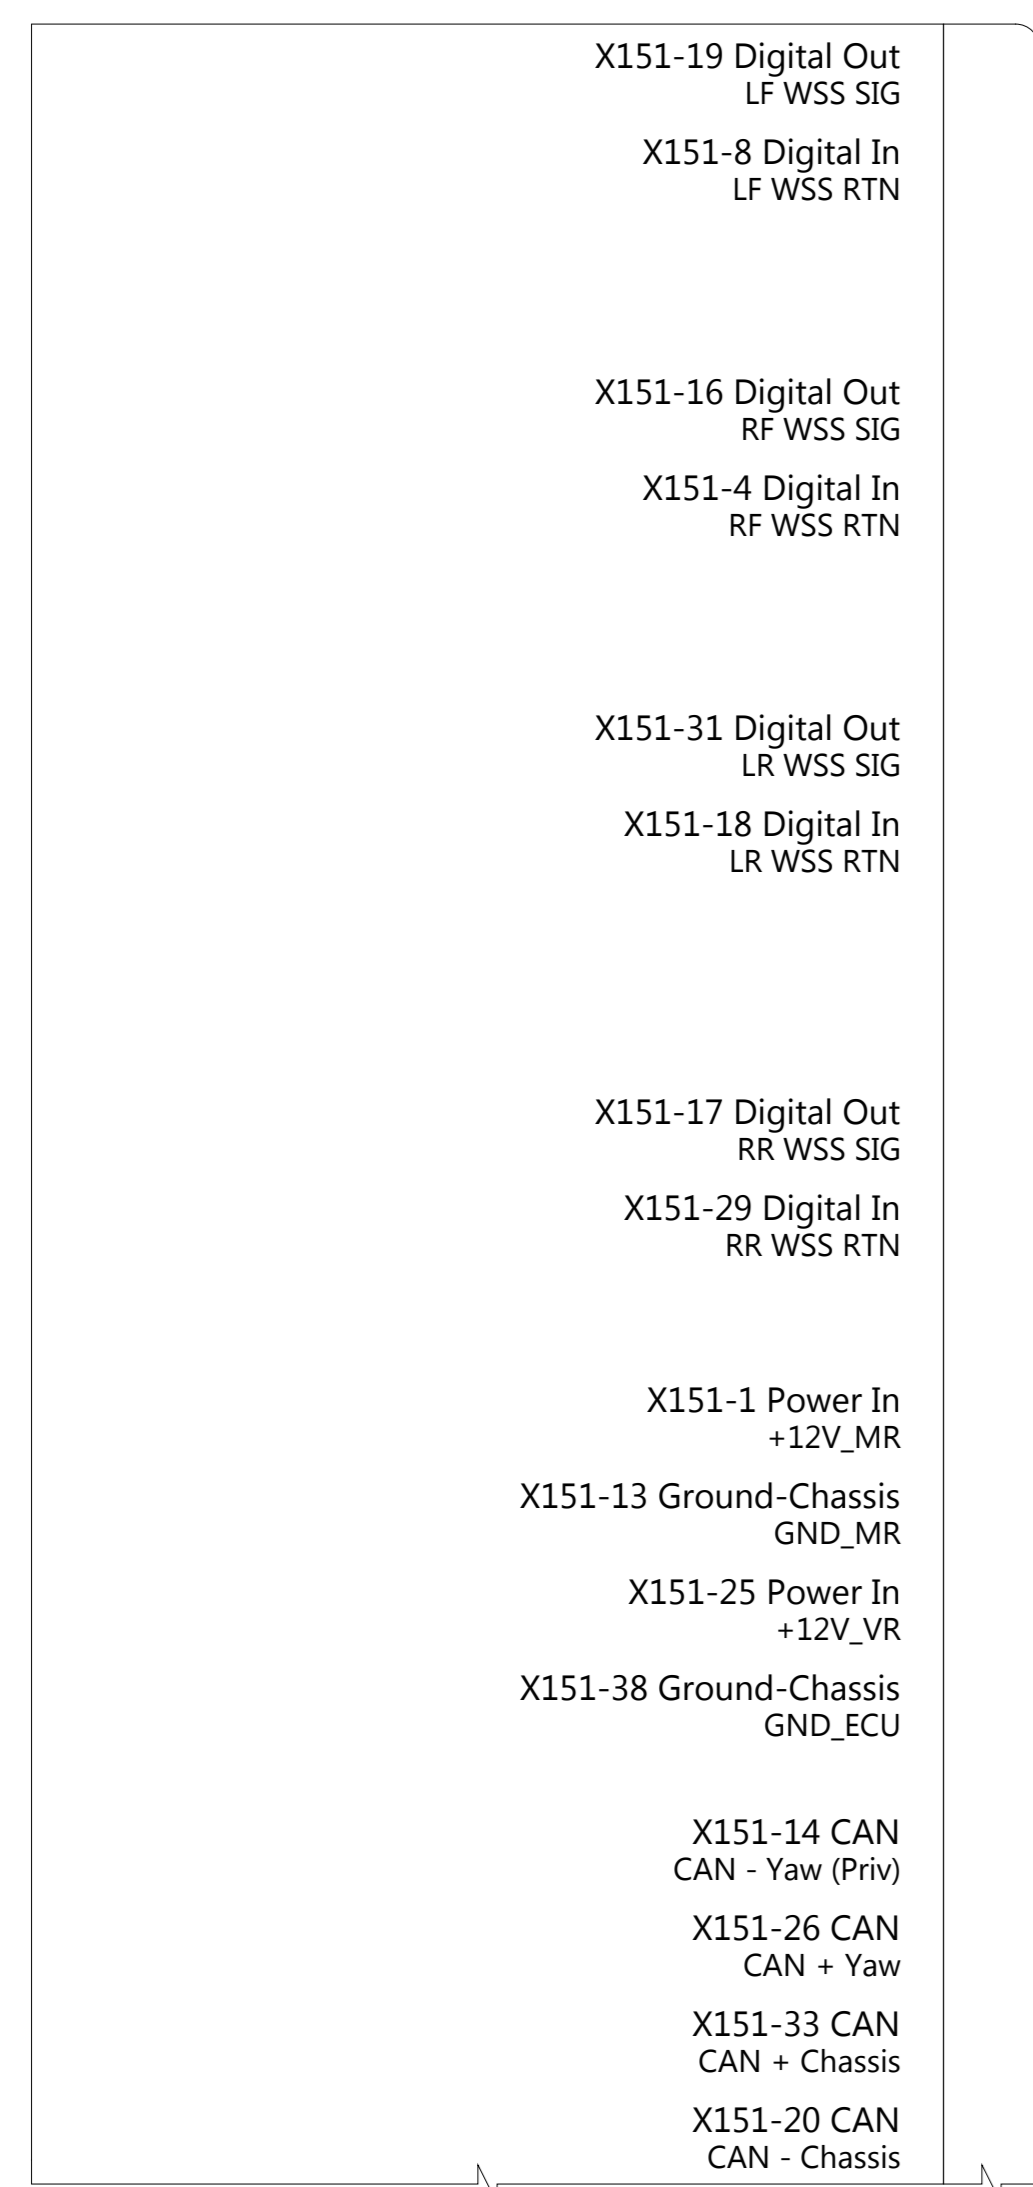 X151-19 Digital Out
LF WSS SIG
X151-8 Digital In
LF WSS RTN
X151-16 Digital Out
RF WSS SIG
X151-4 Digital In
RF WSS RTN
X151-31 Digital Out
LR WSS SIG
X151-18 Digital In
LR WSS RTN
X151-17 Digital Out
RR WSS SIG
X151-29 Digital In
RR WSS RTN
X151-1 Power In
+12V_MR
X151-13 Ground-Chassis
GND_MR
X151-25 Power In
+12V_VR
X151-38 Ground-Chassis
GND_ECU
X151-14 CAN
CAN - Yaw (Priv)
X151-26 CAN
CAN + Yaw
X151-33 CAN
CAN + Chassis
X151-20 CAN
CAN - Chassis